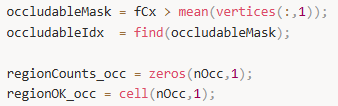 occludableMask = fCx > mean(vertices(:,1));
occludableIdx  = find(occludableMask);
regionCounts_occ = zeros(nOcc,1);
regionOK_occ = cell(nOcc,1);